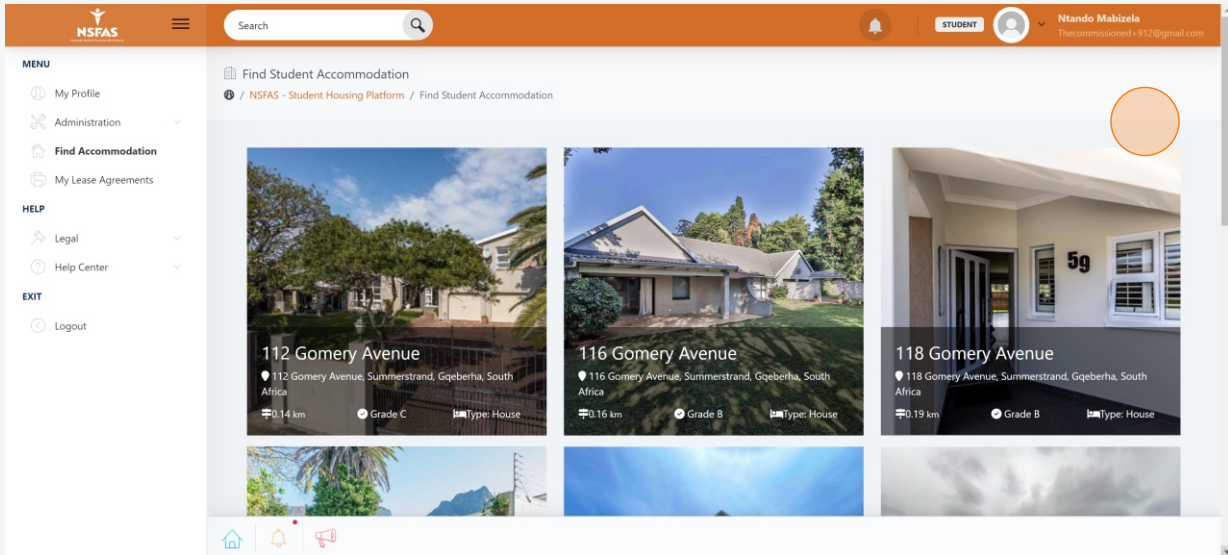 NSFAS
Search
STUDENT
Ntando Mabizela
Thecommissioned+912@gmail.com
MENU
My Profile
Administration
Find Accommodation
My Lease Agreements
HELP
Legal
Help Center
EXIT
Logout
Find Student Accommodation
/ NSFAS - Student Housing Platform / Find Student Accommodation
112 Gomery Avenue
112 Gomery Avenue, Summerstrand, Gqeberha, South
Africa
0.14 km Grade C Type: House
116 Gomery Avenue
116 Gomery Avenue, Summerstrand, Gqeberha, South
Africa
0.16 km Grade B Type: House
59
118 Gomery Avenue
118 Gomery Avenue, Summerstrand, Gqeberha, South
Africa
0.19 km Grade B Type: House